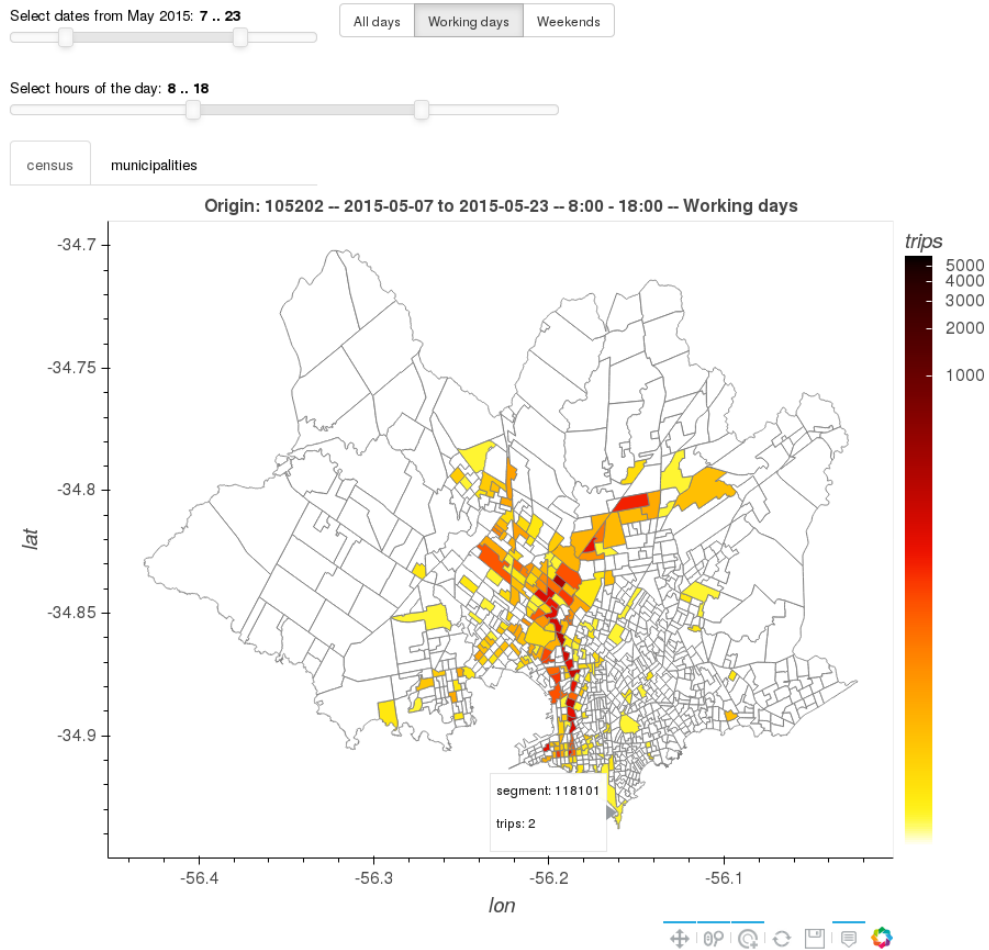 Select dates from May 2015: 7 .. 23
All days Working days Weekends
Select hours of the day: 8 .. 18
census municipalities
Origin: 105202 -- 2015-05-07 to 2015-05-23 -- 8:00 - 18:00 -- Working days
trips
5000
4000
3000
2000
1000
-34.7
-34.75
-34.8
-34.85
-34.9
lat
segment: 118101
trips: 2
-56.4 -56.3 -56.2 -56.1
lon